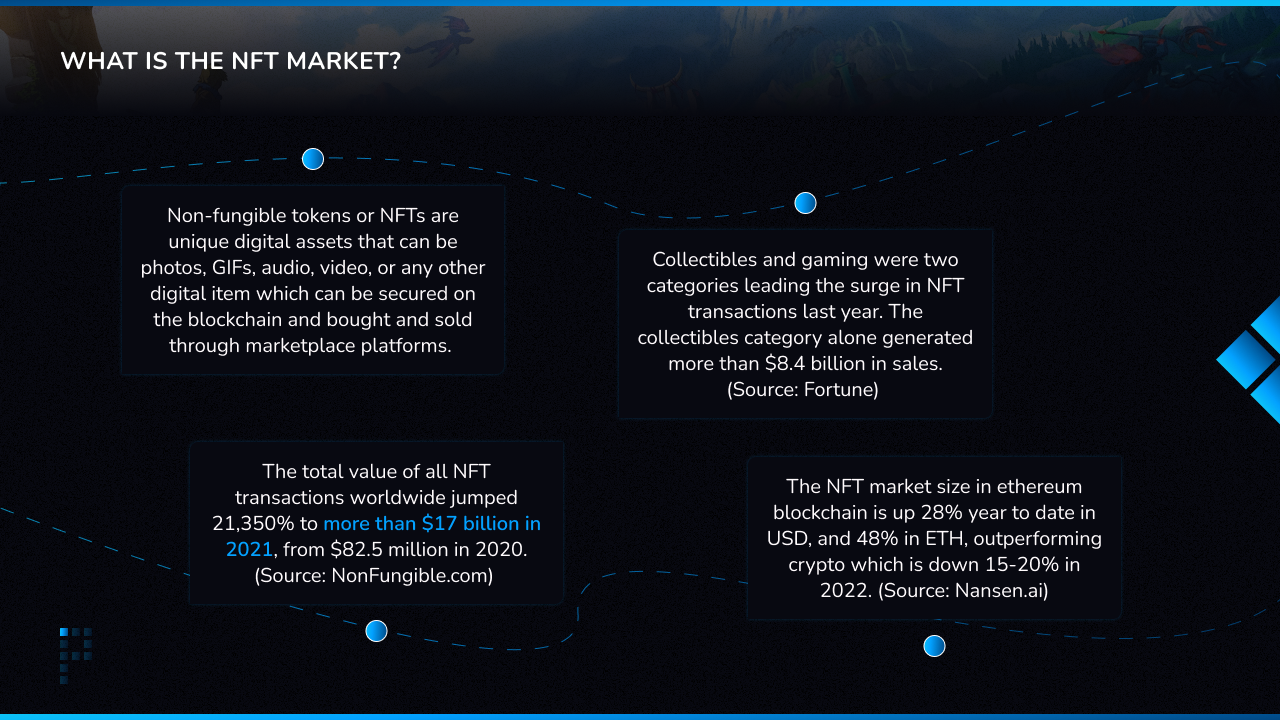 WHAT IS THE NFT MARKET?
Non-fungible tokens or NFTs are
unique digital assets that can be
photos, GIFs, audio, video, or any other
digital item which can be secured on
the blockchain and bought and sold
through marketplace platforms.
Collectibles and gaming were two
categories leading the surge in NFT
transactions last year. The
collectibles category alone generated
more than $8.4 billion in sales.
(Source: Fortune)
The total value of all NFT
transactions worldwide jumped
21,350% to more than $17 billion in
2021, from $82.5 million in 2020.
(Source: NonFungible.com)
The NFT market size in ethereum
blockchain is up 28% year to date in
USD, and 48% in ETH, outperforming
crypto which is down 15-20% in
2022. (Source: Nansen.ai)